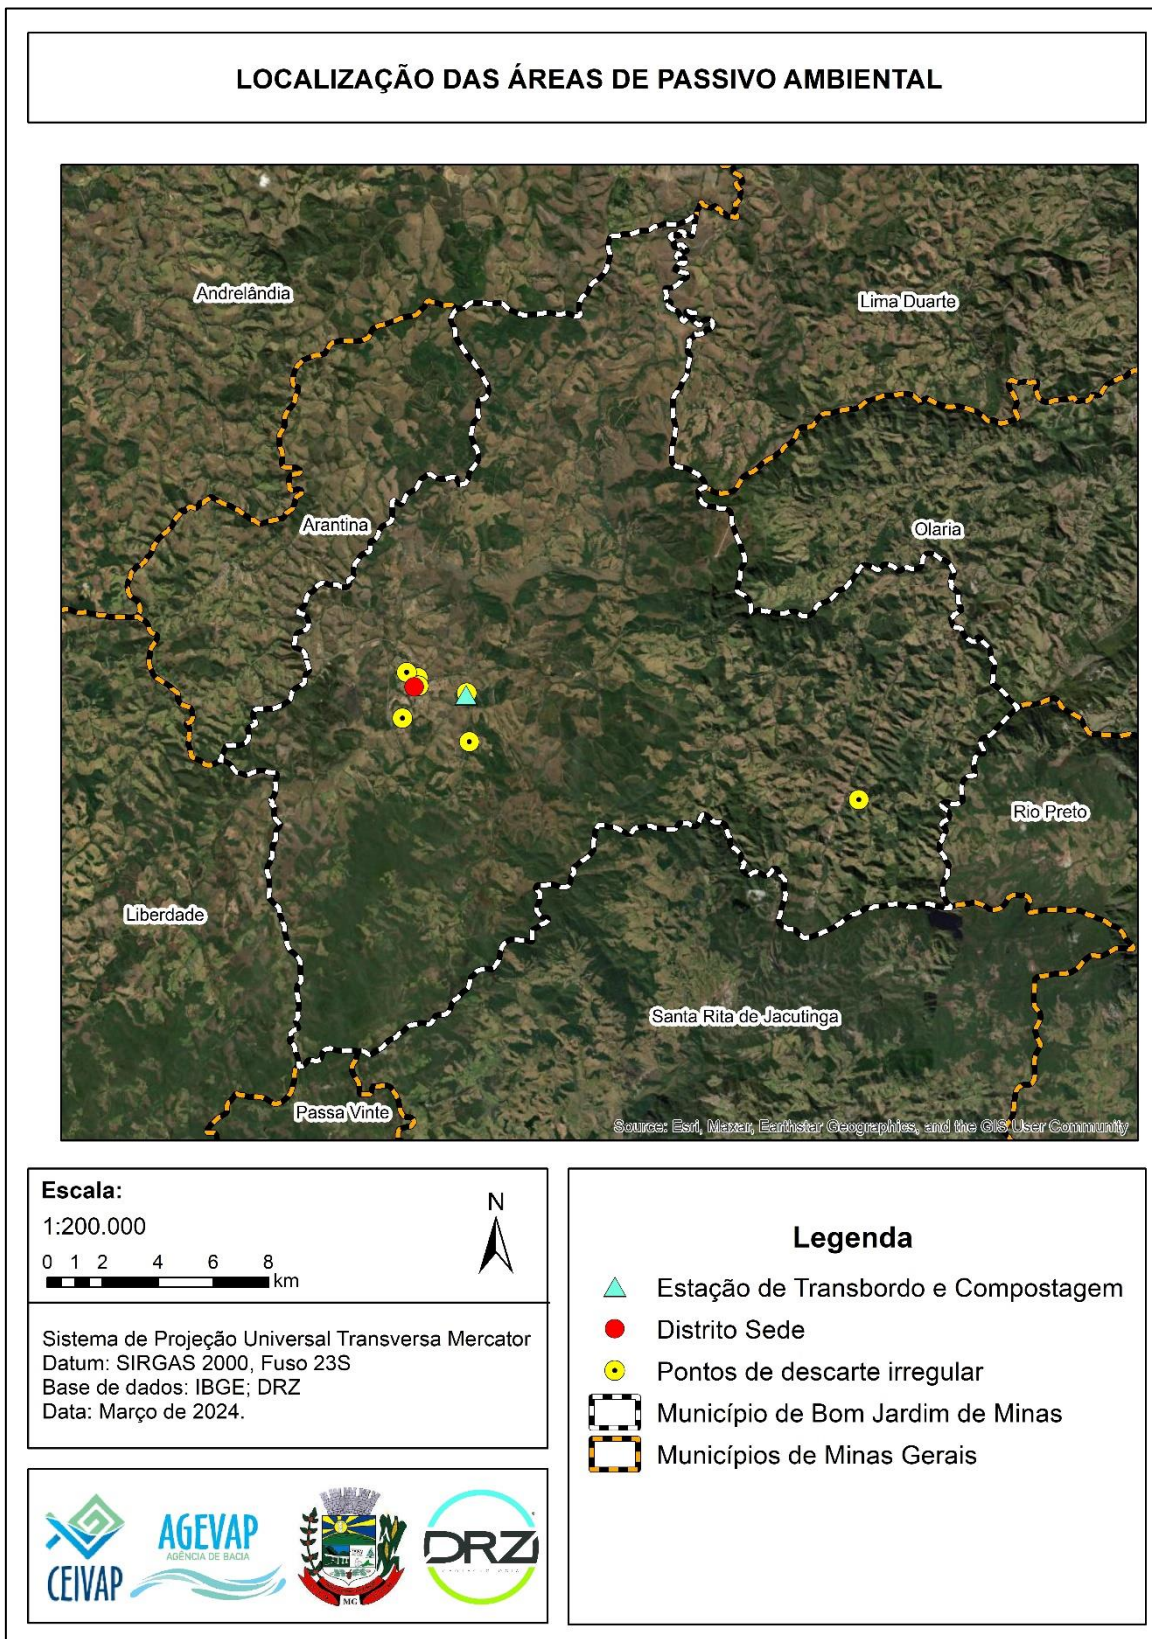 LOCALIZAÇÃO DAS ÁREAS DE PASSIVO AMBIENTAL
Andrelândia
Lima Duarte
Arantina
Olaria
Rio Preto
Liberdade
Santa Rita de Jacutinga
Passa Vinte
Source: Esri, Maxar, Earthstar Geographics, and the GIS User Community
Escala:
1:200.000
0 1 2 4 6 8
km
N
Sistema de Projeção Universal Transversa Mercator
Datum: SIRGAS 2000, Fuso 23S
Base de dados: IBGE; DRZ
Data: Março de 2024.
Legenda
Estação de Transbordo e Compostagem
Distrito Sede
Pontos de descarte irregular
Município de Bom Jardim de Minas
Municípios de Minas Gerais
CEIVAP
AGEVAP
AGÊNCIA DE BACIA
MG
DRZ